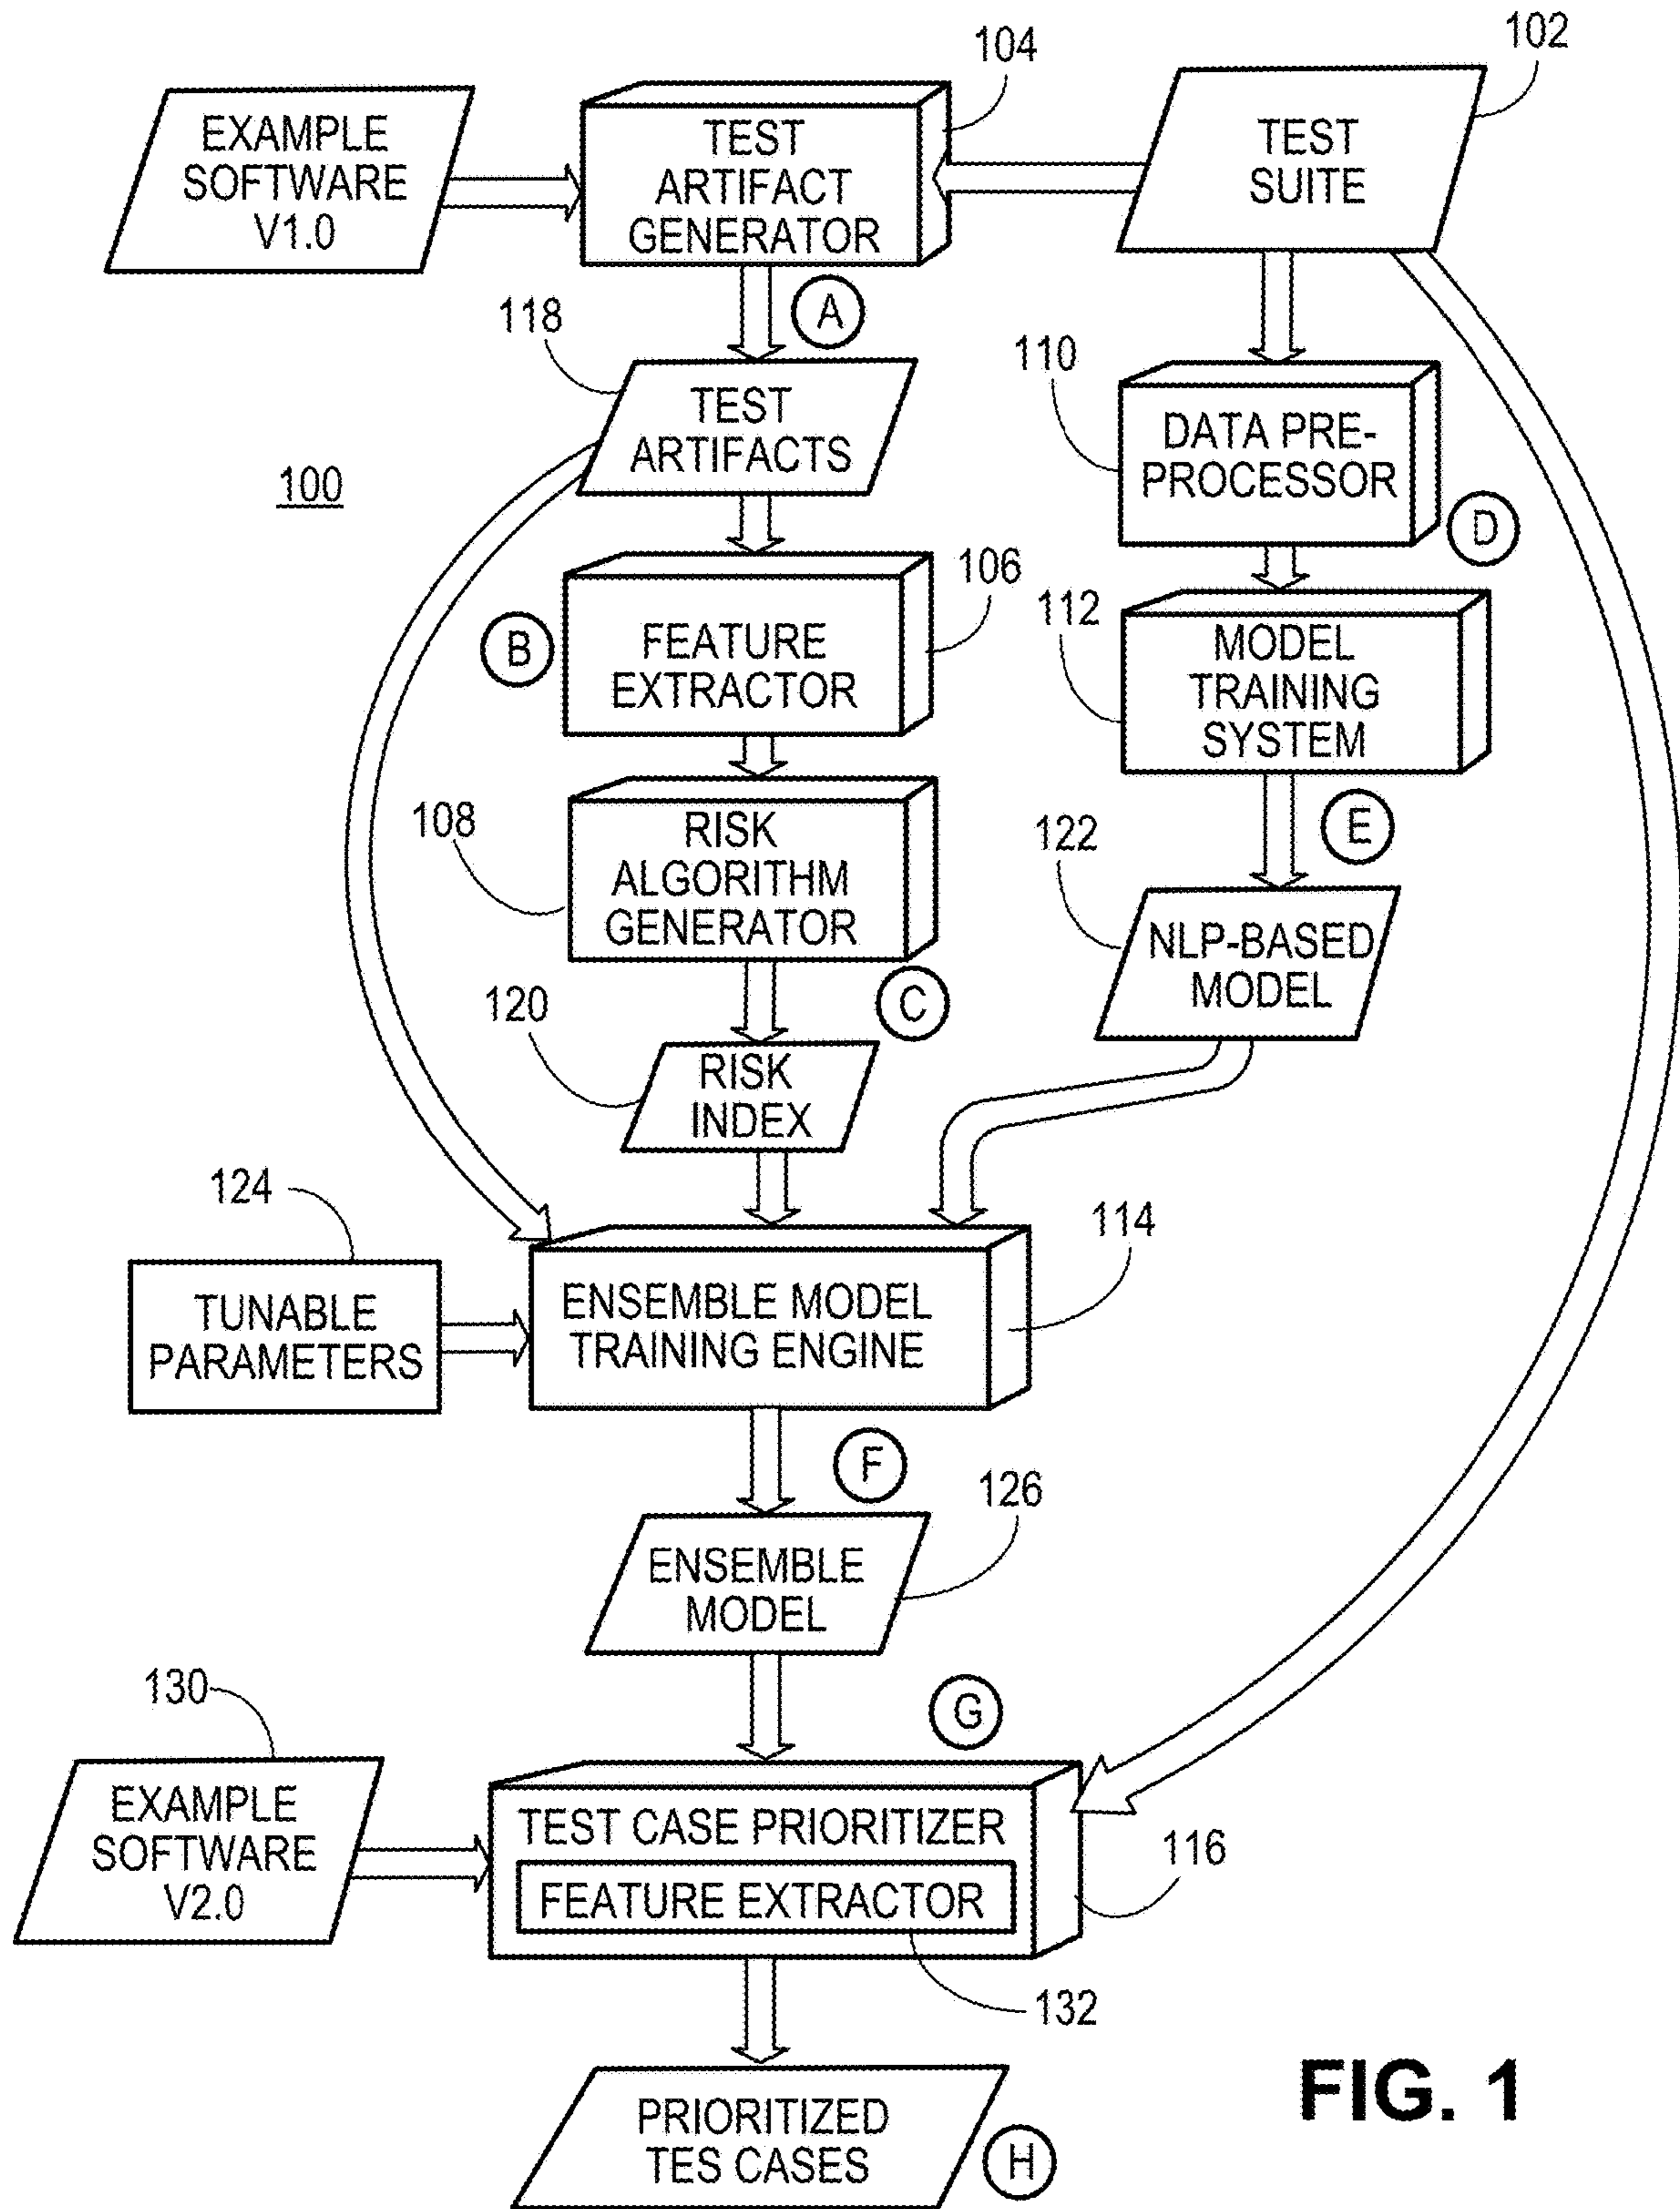 102
104
EXAMPLE
SOFTWARE
V1.0
TEST
ARTIFACT
GENERATOR
TEST
SUITE
A
118
110
TEST
ARTIFACTS
DATA PRE-
PROCESSOR
100
D
106
112
B
FEATURE
EXTRACTOR
MODEL
TRAINING
SYSTEM
108
RISK
ALGORITHM
GENERATOR
E
122
NLP-BASED
MODEL
C
120
RISK
INDEX
124
114
TUNABLE
PARAMETERS
ENSEMBLE MODEL
TRAINING ENGINE
F
126
ENSEMBLE
MODEL
130
G
EXAMPLE
SOFTWARE
V2.0
TEST CASE PRIORITIZER
FEATURE EXTRACTOR
116
132
PRIORITIZED
TES CASES
H
FIG. 1